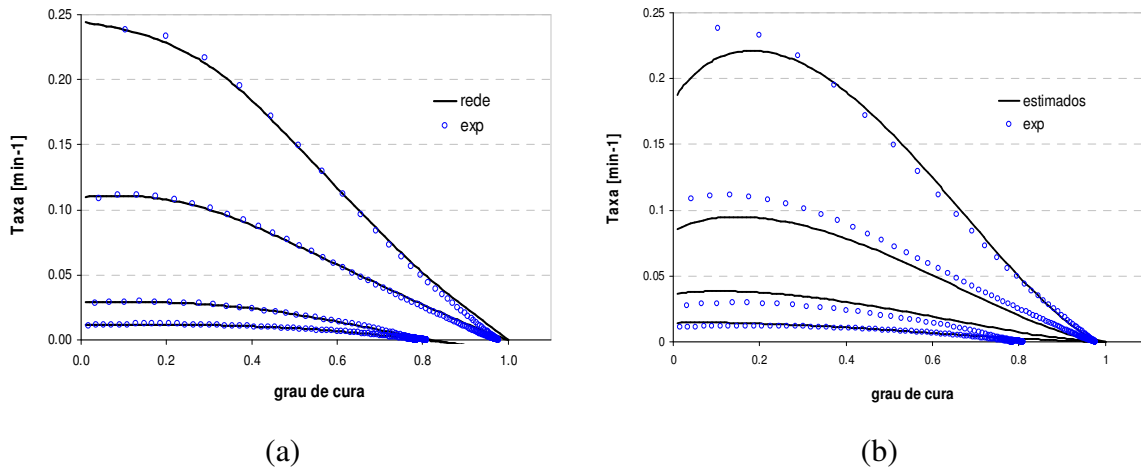 0.25
0.20
0.15
0.10
0.05
0.00
Taxa [min-1]
rede
exp
0.0 0.2 0.4 0.6 0.8 1.0
grau de cura
(a)
0.25
0.2
0.15
0.1
0.05
0
Taxa [min-1]
estimados
exp
0 0.2 0.4 0.6 0.8 1
grau de cura
(b)